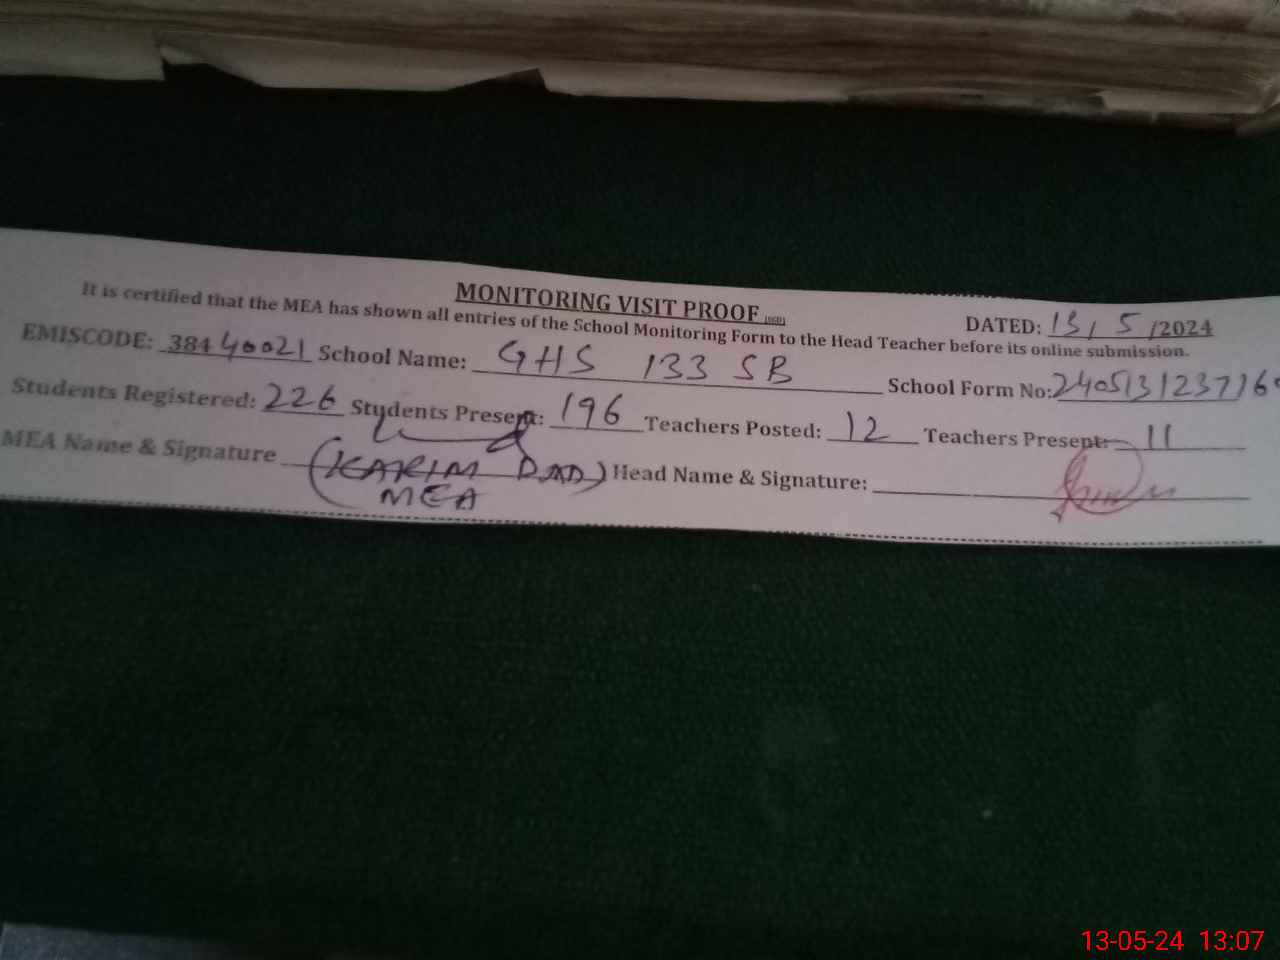 MONITORING VISIT PROOF
DATED: 13/5/2024
It is certified that the MEA has shown all entries of the School Monitoring Form to the Head Teacher before its online submission.
EMISCODE: 38440021 School Name: GHS 133 SB School Form No: 240513123716
Students Registered: 226 Students Present: 196 Teachers Posted: 12 Teachers Present: 11
MEA Name & Signature (KARIM DAD) Head Name & Signature:
MEA
13-05-24 13:07